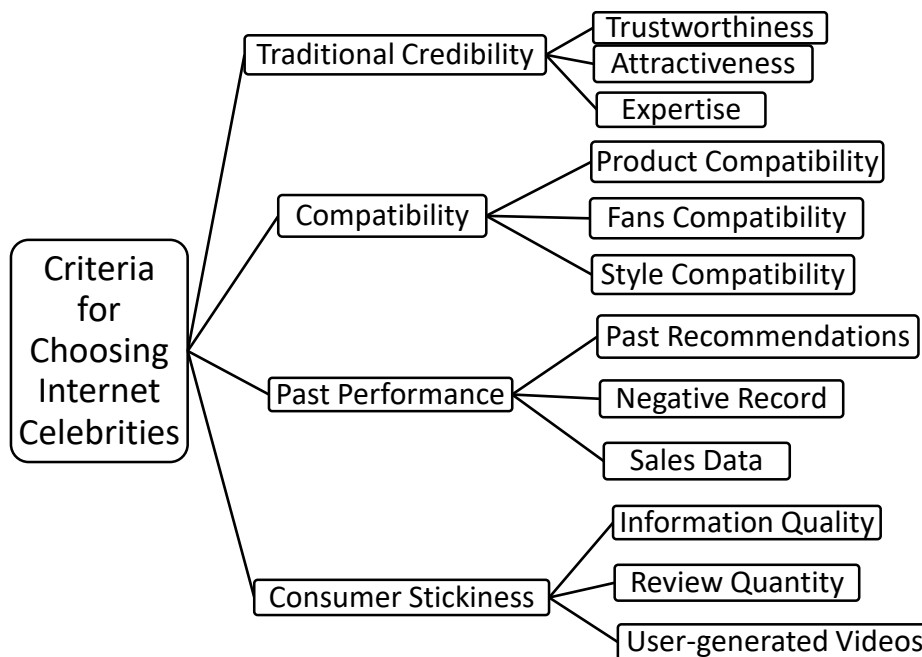 Criteria
for
Choosing
Internet
Celebrities
Traditional Credibility
Trustworthiness
Attractiveness
Expertise
Compatibility
Product Compatibility
Fans Compatibility
Style Compatibility
Past Performance
Past Recommendations
Negative Record
Sales Data
Consumer Stickiness
Information Quality
Review Quantity
User-generated Videos